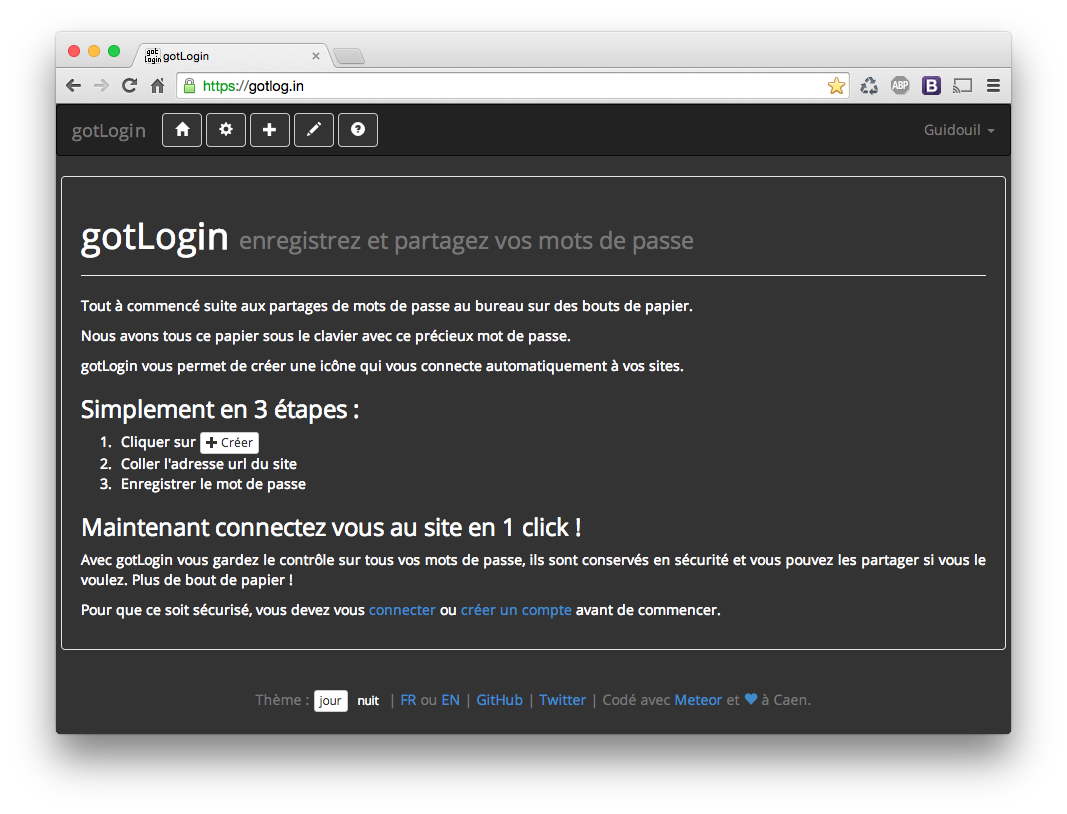 got login gotLogin
https://gotlog.in ABP B
gotLogin Guidouil
gotLogin enregistrez et partagez vos mots de passe
Tout à commencé suite aux partages de mots de passe au bureau sur des bouts de papier.
Nous avons tous ce papier sous le clavier avec ce précieux mot de passe.
gotLogin vous permet de créer une icône qui vous connecte automatiquement à vos sites.
Simplement en 3 étapes :
1. Cliquer sur Créer
2. Coller l'adresse url du site
3. Enregistrer le mot de passe
Maintenant connectez vous au site en 1 click !
Avec gotLogin vous gardez le contrôle sur tous vos mots de passe, ils sont conservés en sécurité et vous pouvez les partager si vous le
voulez. Plus de bout de papier !
Pour que ce soit sécurisé, vous devez vous connecter ou créer un compte avant de commencer.
Thème : jour nuit | FR ou EN | GitHub | Twitter | Codé avec Meteor et ♥ à Caen.